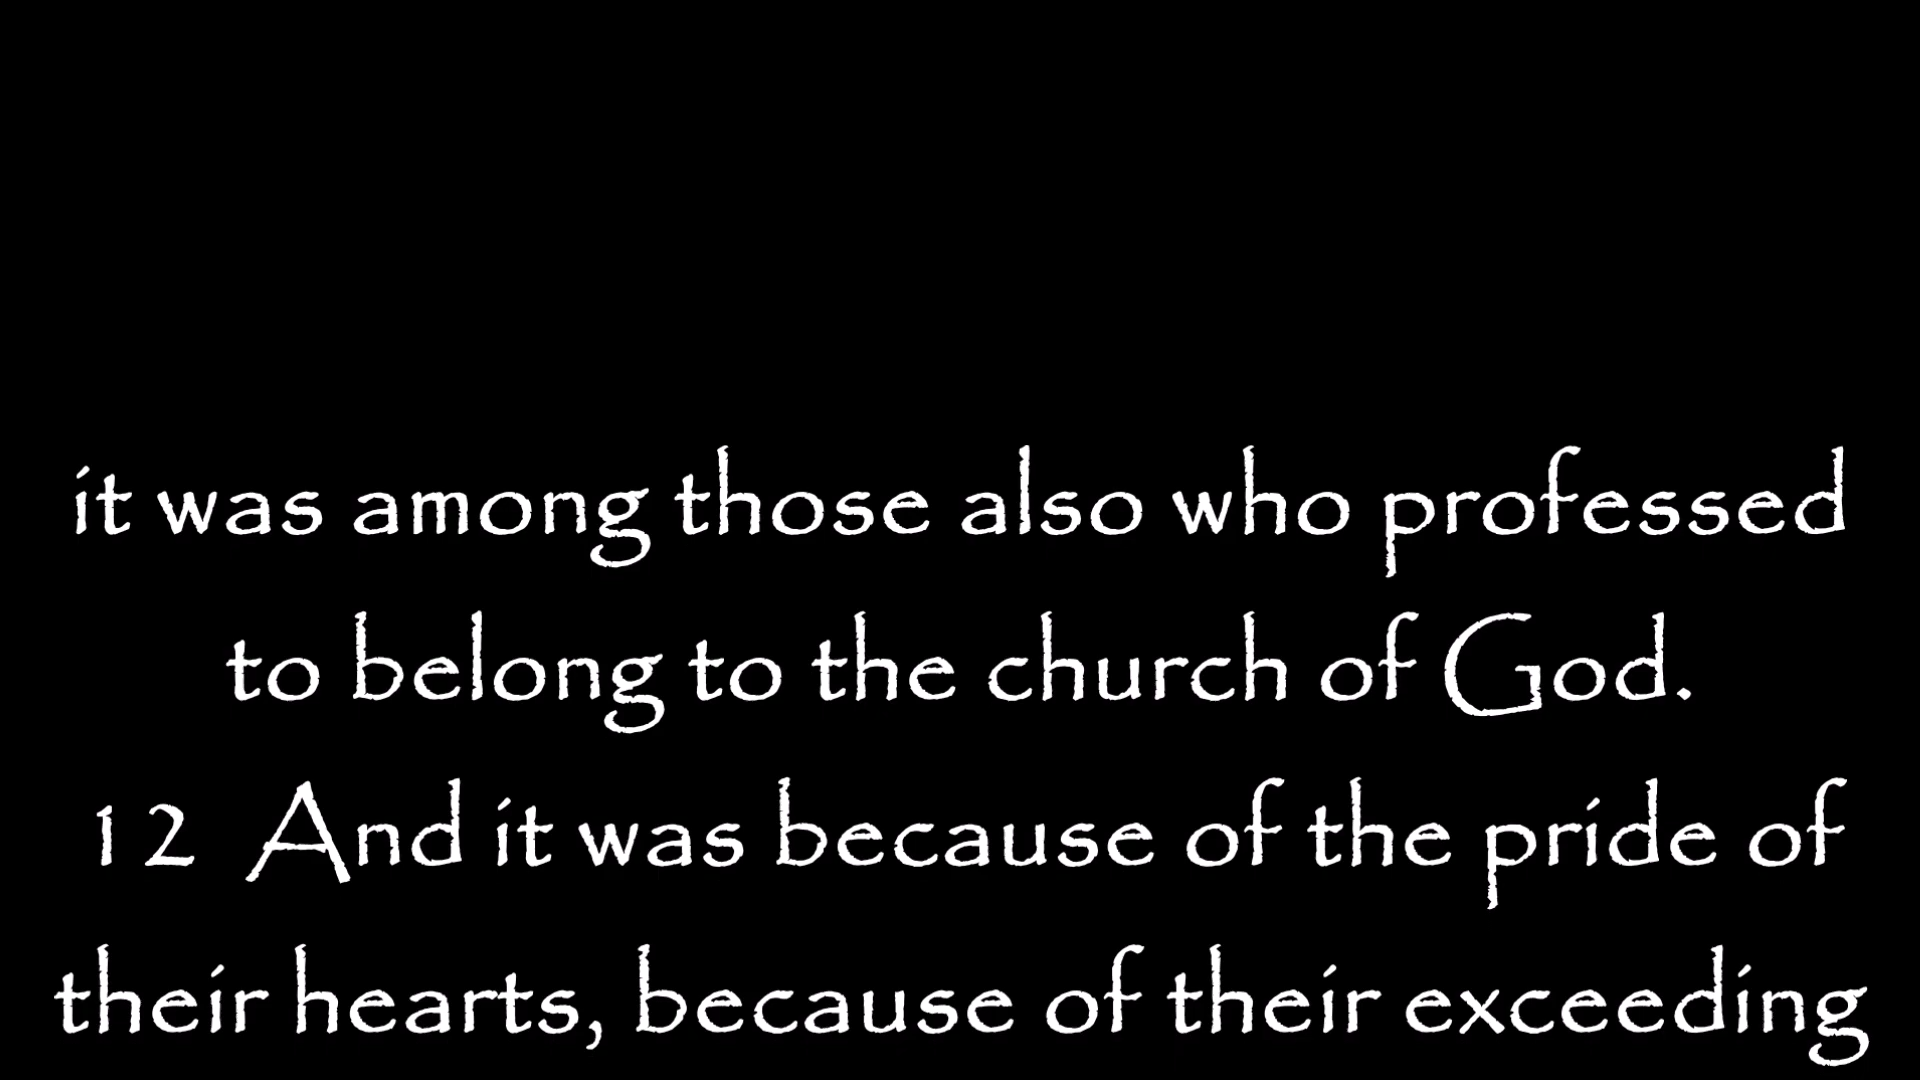 it was among those also who professed
to belong to the church of God.
12 And it was because of the pride of
their hearts, because of their exceeding